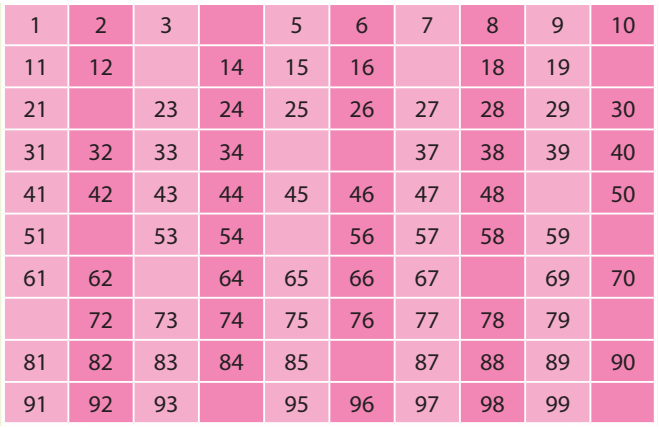 1 2 3 5 6 7 8 9 10
11 12 14 15 16 18 19
21 23 24 25 26 27 28 29 30
31 32 33 34 37 38 39 40
41 42 43 44 45 46 47 48 50
51 53 54 56 57 58 59
61 62 64 65 66 67 69 70
72 73 74 75 76 77 78 79
81 82 83 84 85 87 88 89 90
91 92 93 95 96 97 98 99